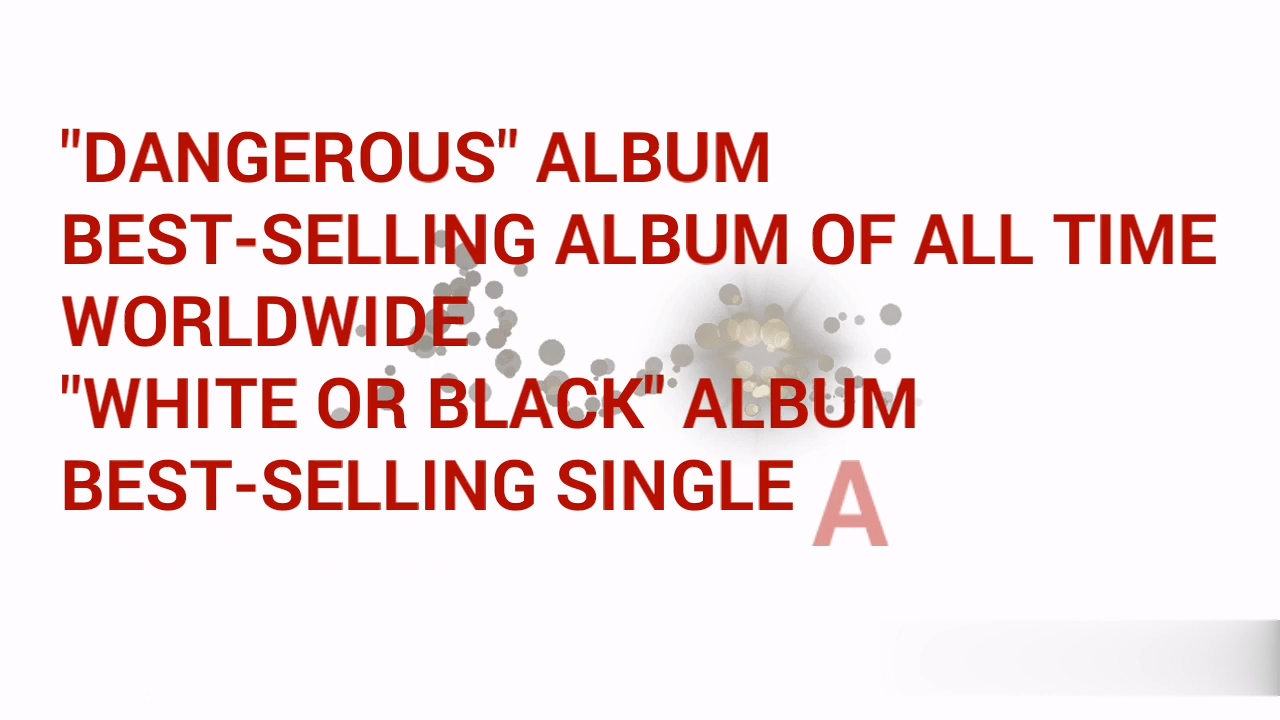 "DANGEROUS" ALBUM
BEST-SELLING ALBUM OF ALL TIME
WORLDWIDE
"WHITE OR BLACK" ALBUM
BEST-SELLING SINGLE A